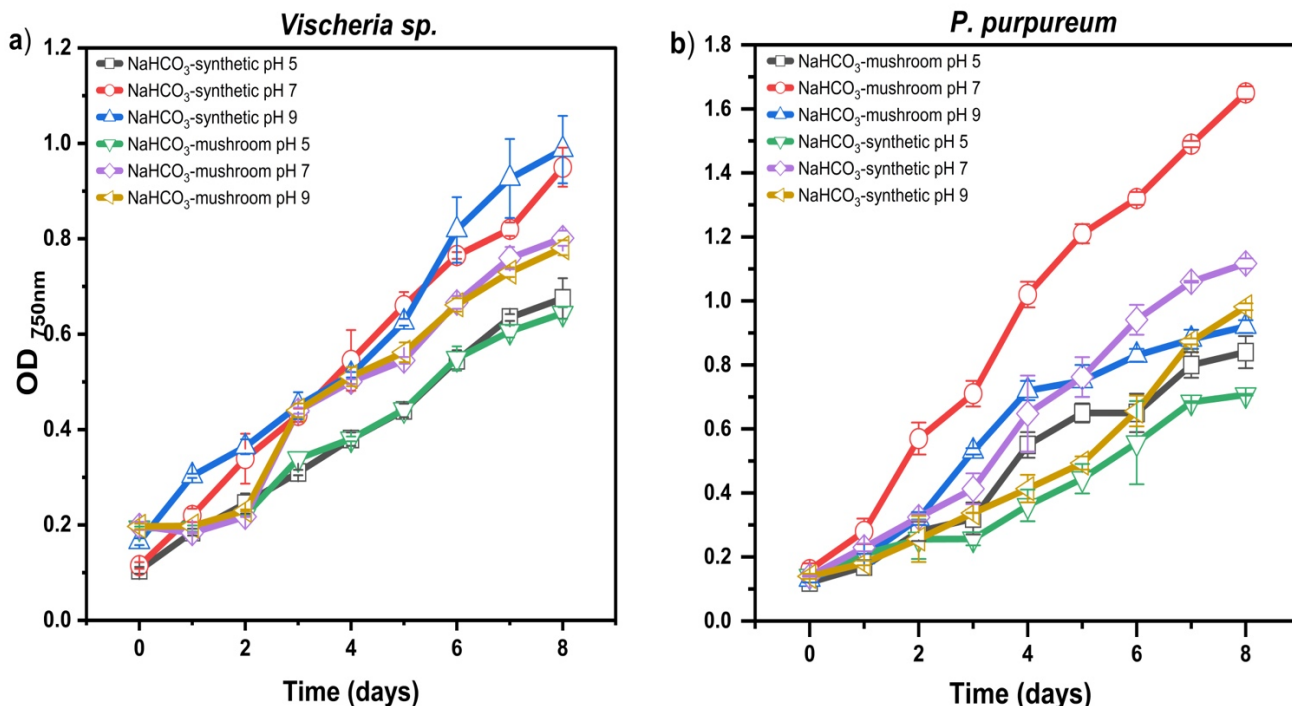 a)
Vischeria sp.
1.2
1.0
0.8
0.6
0.4
0.2
0.0
OD 750nm
NaHCO₃-synthetic pH 5
NaHCO₃-synthetic pH 7
NaHCO₃-synthetic pH 9
NaHCO₃-mushroom pH 5
NaHCO₃-mushroom pH 7
NaHCO₃-mushroom pH 9
0 2 4 6 8
Time (days)
b)
P. purpureum
1.8
1.6
1.4
1.2
1.0
0.8
0.6
0.4
0.2
0.0
NaHCO₃-mushroom pH 5
NaHCO₃-mushroom pH 7
NaHCO₃-mushroom pH 9
NaHCO₃-synthetic pH 5
NaHCO₃-synthetic pH 7
NaHCO₃-synthetic pH 9
0 2 4 6 8
Time (days)